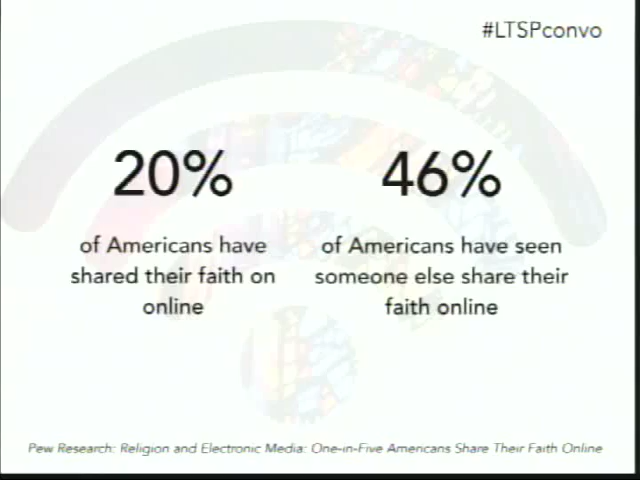 #LTSPconvo
20%
of Americans have
shared their faith on
online
46%
of Americans have seen
someone else share their
faith online
Pew Research: Religion and Electronic Media: One-in-Five Americans Share Their Faith Online